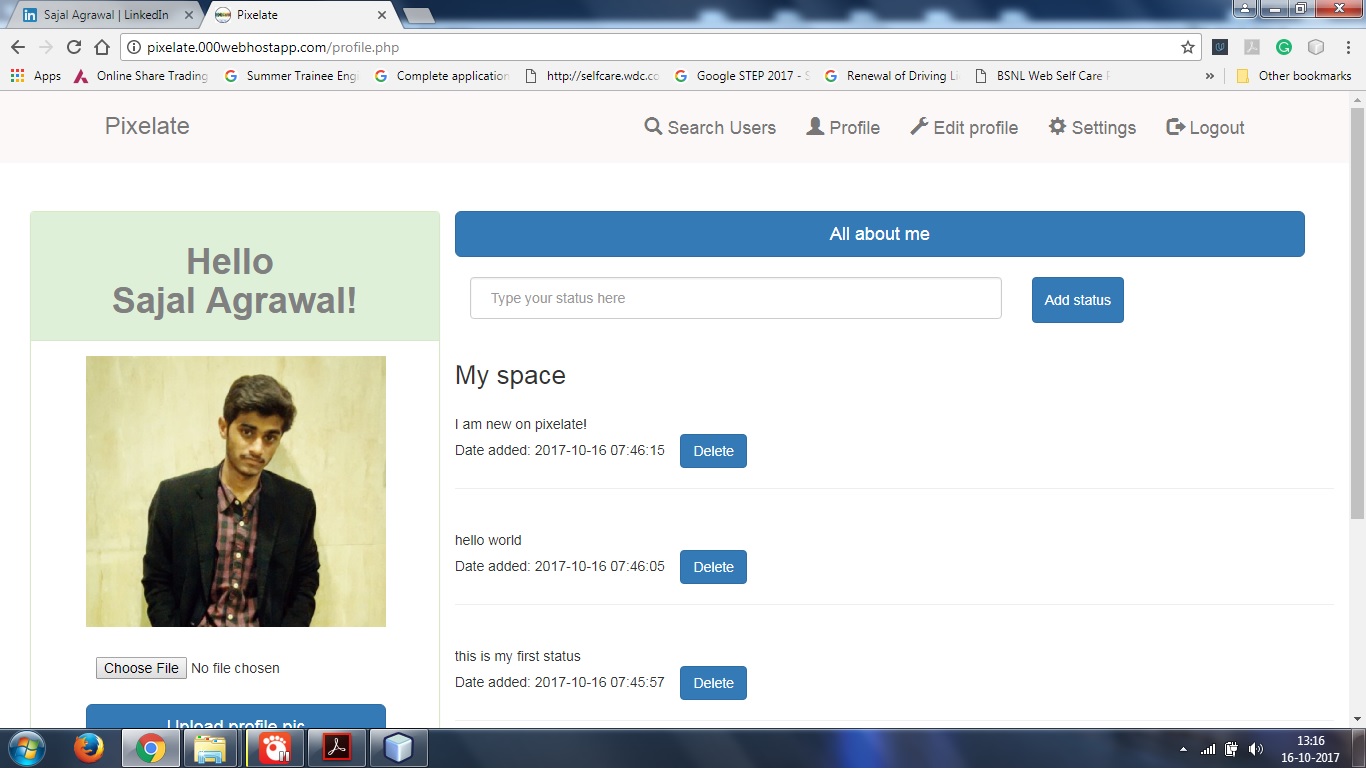 Sajal Agrawal | LinkedIn
Pixelate
pixelate.000webhostapp.com/profile.php
Apps
Online Share Trading
Summer Trainee Eng
Complete application
http://selfcare.wdc.co
Google STEP 2017 - S
Renewal of Driving Li
BSNL Web Self Care P
»
Other bookmarks
Pixelate
Search Users
Profile
Edit profile
Settings
Logout
Hello
Sajal Agrawal!
All about me
Type your status here
Add status
My space
I am new on pixelate!
Date added: 2017-10-16 07:46:15
Delete
hello world
Date added: 2017-10-16 07:46:05
Delete
this is my first status
Date added: 2017-10-16 07:45:57
Delete
Choose File No file chosen
Upload profile pic
13:16
16-10-2017